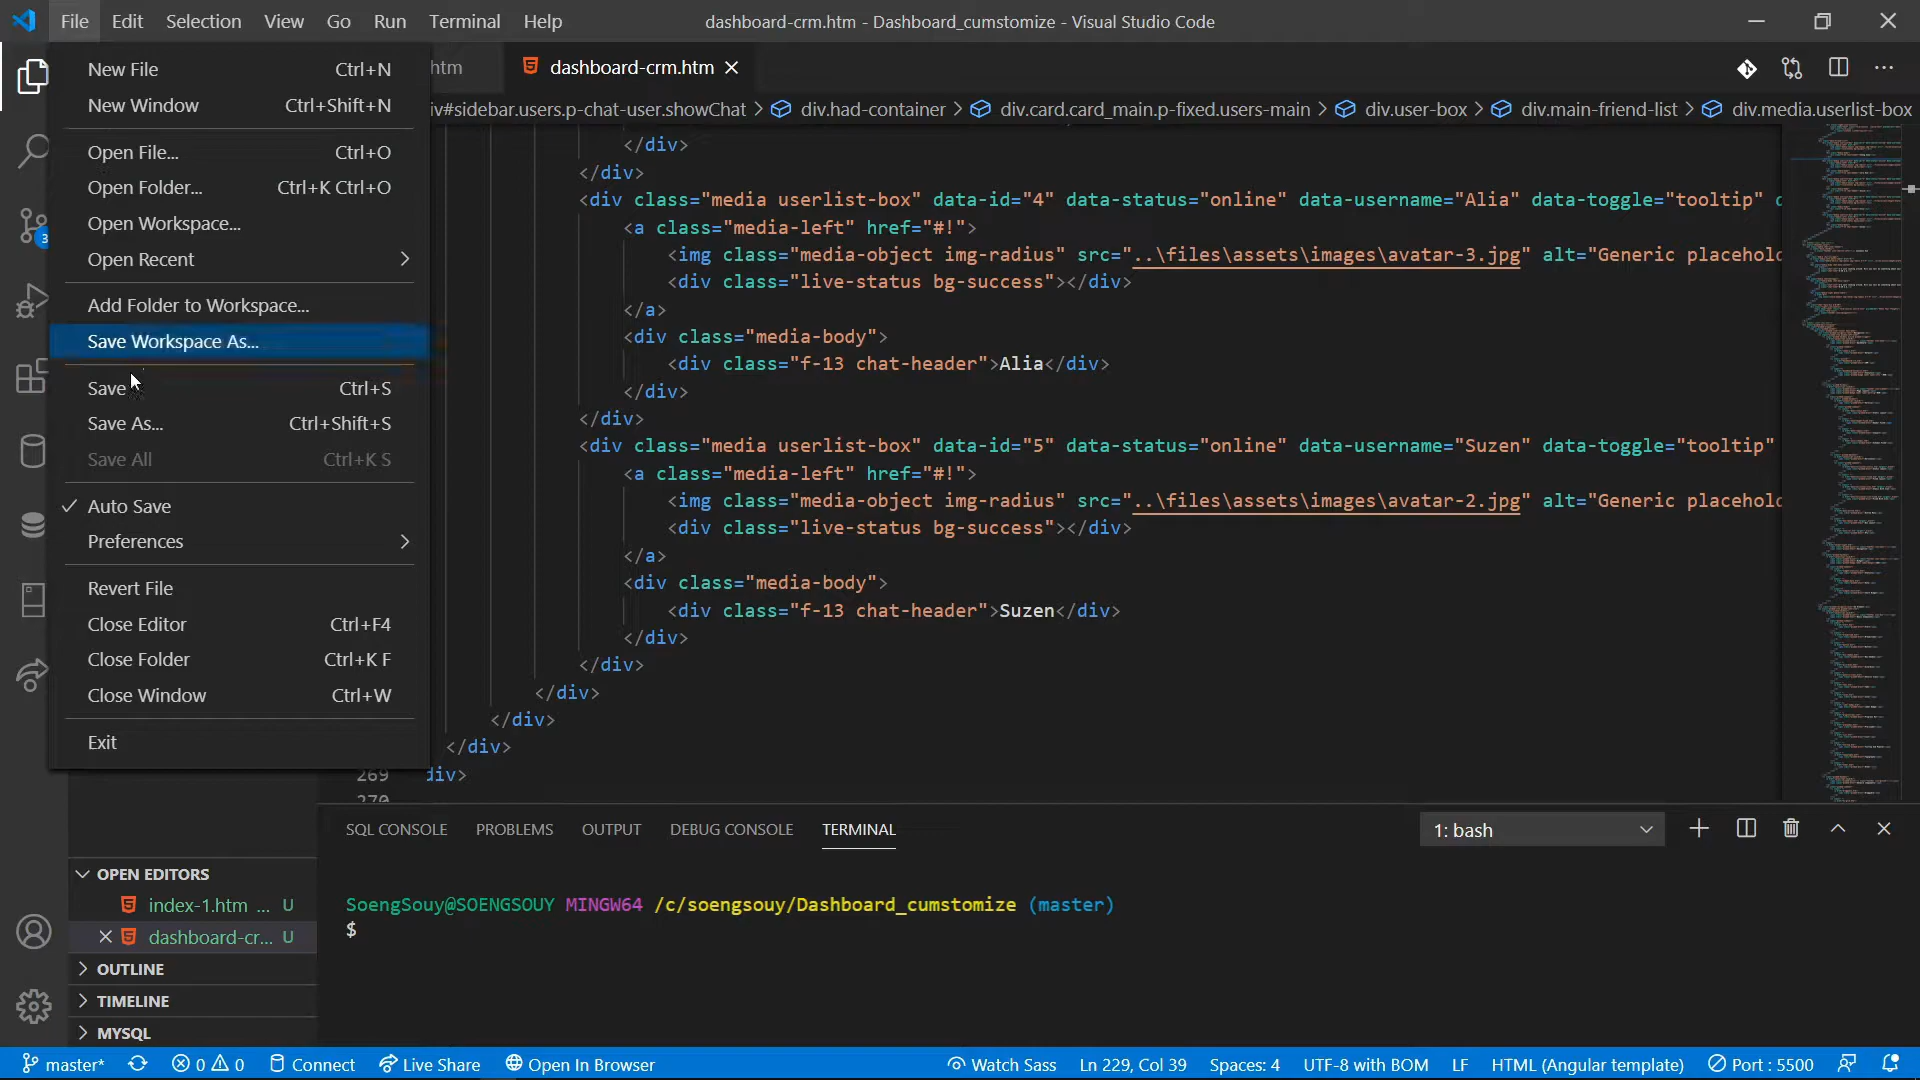 File Edit Selection View Go Run Terminal Help
dashboard-crm.htm - Dashboard_cumstomize - Visual Studio Code
New File Ctrl+N
New Window Ctrl+Shift+N
Open File... Ctrl+O
Open Folder... Ctrl+K Ctrl+O
Open Workspace...
Open Recent
Add Folder to Workspace...
Save Workspace As...
Save Ctrl+S
Save As... Ctrl+Shift+S
Save All Ctrl+K S
Auto Save
Preferences
Revert File
Close Editor Ctrl+F4
Close Folder Ctrl+K F
Close Window Ctrl+W
Exit
htm dashboard-crm.htm
iv#sidebar.users.p-chat-user.showChat > div.had-container > div.card.card_main.p-fixed.users-main > div.user-box > div.main-friend-list > div.media.userlist-box
</div>
</div>
<div class="media userlist-box" data-id="4" data-status="online" data-username="Alia" data-toggle="tooltip"
<a class="media-left" href="#!">
<img class="media-object img-radius" src="..\files\assets\images\avatar-3.jpg" alt="Generic placehold
<div class="live-status bg-success"></div>
</a>
<div class="media-body">
<div class="f-13 chat-header">Alia</div>
</div>
</div>
<div class="media userlist-box" data-id="5" data-status="online" data-username="Suzen" data-toggle="tooltip"
<a class="media-left" href="#!">
<img class="media-object img-radius" src="..\files\assets\images\avatar-2.jpg" alt="Generic placehold
<div class="live-status bg-success"></div>
</a>
<div class="media-body">
<div class="f-13 chat-header">Suzen</div>
</div>
</div>
</div>
</div>
</div>
269 div>
270
SQL CONSOLE PROBLEMS OUTPUT DEBUG CONSOLE TERMINAL
1: bash
SoengSouy@SOENGSOUY MINGW64 /c/soengsouy/Dashboard_cumstomize (master)
$
OPEN EDITORS
index-1.htm ... U
dashboard-cr... U
OUTLINE
TIMELINE
MYSQL
3
master* 0 0 Connect Live Share Open In Browser
Watch Sass Ln 229, Col 39 Spaces: 4 UTF-8 with BOM LF HTML (Angular template) Port : 5500